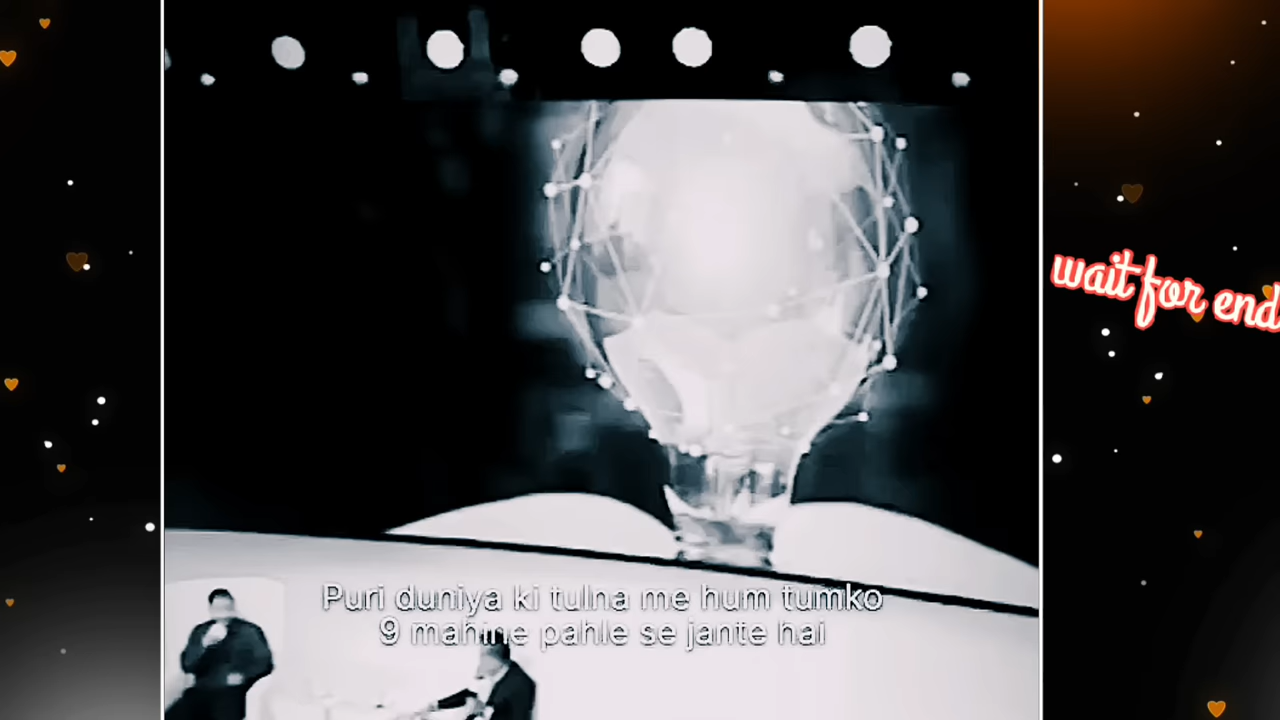 wait for end
Puri duniya ki tulna me hum tumko
9 mahine pahle se jante hai